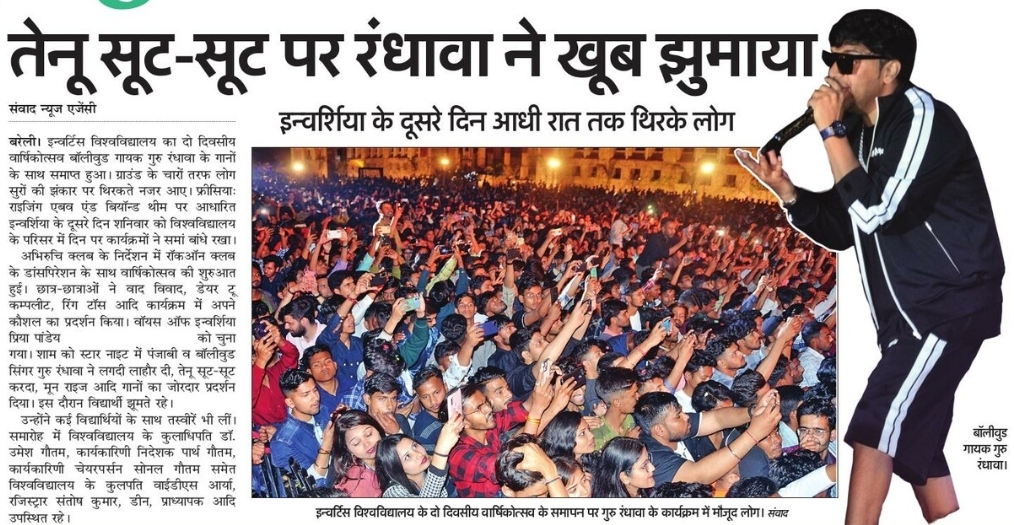 तेनू सूट-सूट पर रंधावा ने खूब झुमाया
संवाद न्यूज एजेंसी
इन्वर्शिया के दूसरे दिन आधी रात तक थिरके लोग
बरेली। इन्वर्टिस विश्वविद्यालय का दो दिवसीय
वार्षिकोत्सव बॉलीवुड गायक गुरु रंधावा के गानों
के साथ समाप्त हुआ। ग्राउंड के चारों तरफ लोग
सुरों की झंकार पर थिरकते नजर आए। फ्रीसियाः
राइजिंग एबव एंड बियॉन्ड थीम पर आधारित
इन्वर्शिया के दूसरे दिन शनिवार को विश्वविद्यालय
के परिसर में दिन पर कार्यक्रमों ने समां बांधे रखा।
अभिरुचि क्लब के निर्देशन में रॉकऑन क्लब
के डांसपिरेशन के साथ वार्षिकोत्सव की शुरुआत
हुई। छात्र-छात्राओं ने वाद विवाद, डेयर टू
कम्पलीट, रिंग टॉस आदि कार्यक्रम में अपने
कौशल का प्रदर्शन किया। वॉयस ऑफ इन्वर्शिया
प्रिया पांडेय को चुना
गया। शाम को स्टार नाइट में पंजाबी व बॉलीवुड
सिंगर गुरु रंधावा ने लगदी लाहौर दी, तेनू सूट-सूट
करदा, मून राइज आदि गानों का जोरदार प्रदर्शन
दिया। इस दौरान विद्यार्थी झूमते रहे।
उन्होंने कई विद्यार्थियों के साथ तस्वीरें भी लीं।
समारोह में विश्वविद्यालय के कुलाधिपति डॉ.
उमेश गौतम, कार्यकारिणी निदेशक पार्थ गौतम,
कार्यकारिणी चेयरपर्सन सोनल गौतम समेत
विश्वविद्यालय के कुलपति वाईडीएस आर्या,
रजिस्ट्रार संतोष कुमार, डीन, प्राध्यापक आदि
उपस्थित रहे।
इन्वर्टिस विश्वविद्यालय के दो दिवसीय वार्षिकोत्सव के समापन पर गुरु रंधावा के कार्यक्रम में मौजूद लोग। संवाद
बॉलीवुड
गायक गुरु
रंधावा।